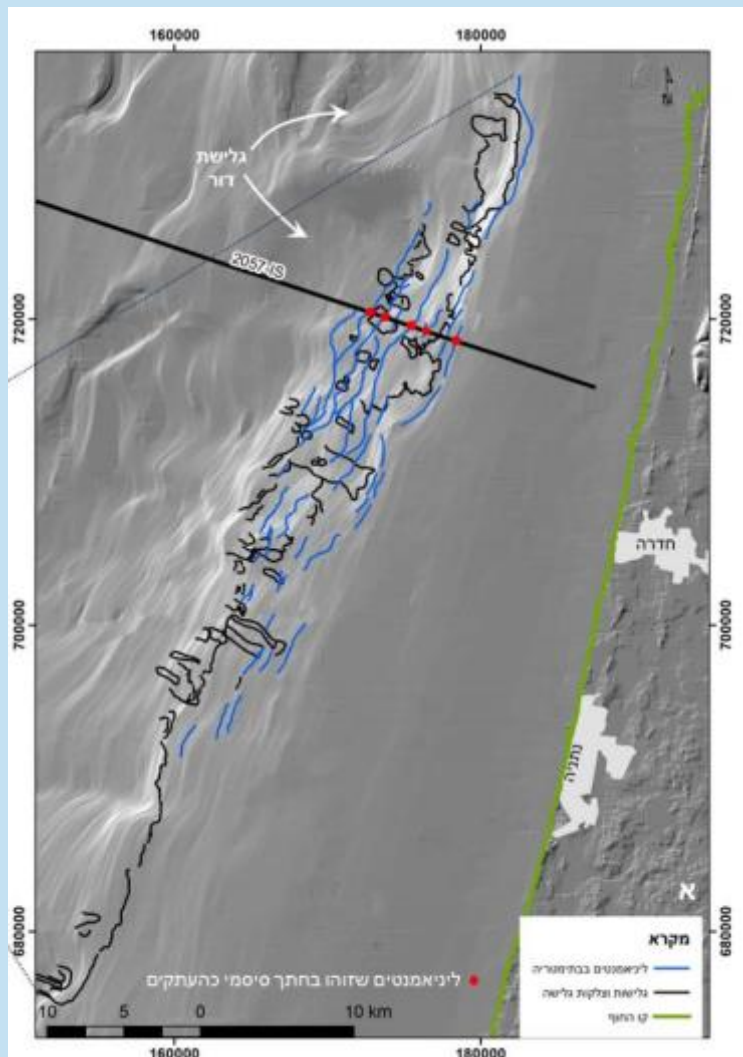 160000
180000
גלישת
דור
2057-IS
720000
720000
חדרה
700000
700000
נתניה
א
מקרא
ליניאמנטים בבתימטריה
גלישות וצלקות גלישה
קו החוף
680000
680000
ליניאמנטים שזוהו בחתך סיסמי כהעתקים
10 5 0 10 km
160000
180000